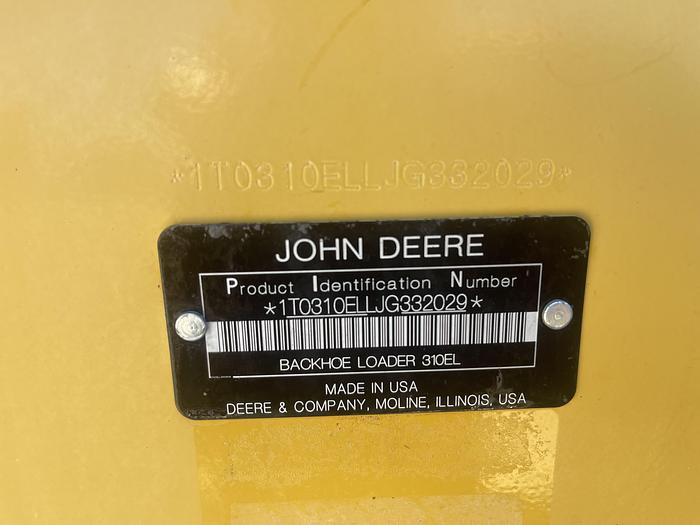 *1T0310ELLJG332029*
JOHN DEERE
Product Identification Number
*1T0310ELLJG332029*
BACKHOE LOADER 310EL
MADE IN USA
DEERE & COMPANY, MOLINE, ILLINOIS, USA